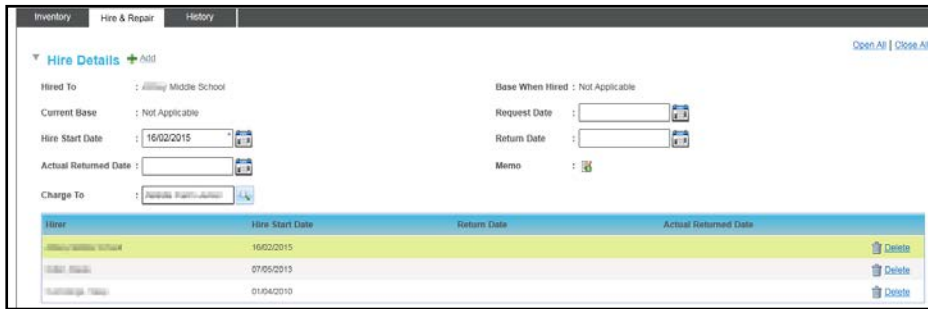 Inventory Hire & Repair History
Open All | Close All
Hire Details Add
Hired To : Middle School Base When Hired : Not Applicable
Current Base : Not Applicable Request Date :
Hire Start Date : 16/02/2015 * Return Date :
Actual Returned Date : Memo :
Charge To :
Hirer Hire Start Date Return Date Actual Returned Date
16/02/2015 Delete
07/05/2013 Delete
01/04/2010 Delete